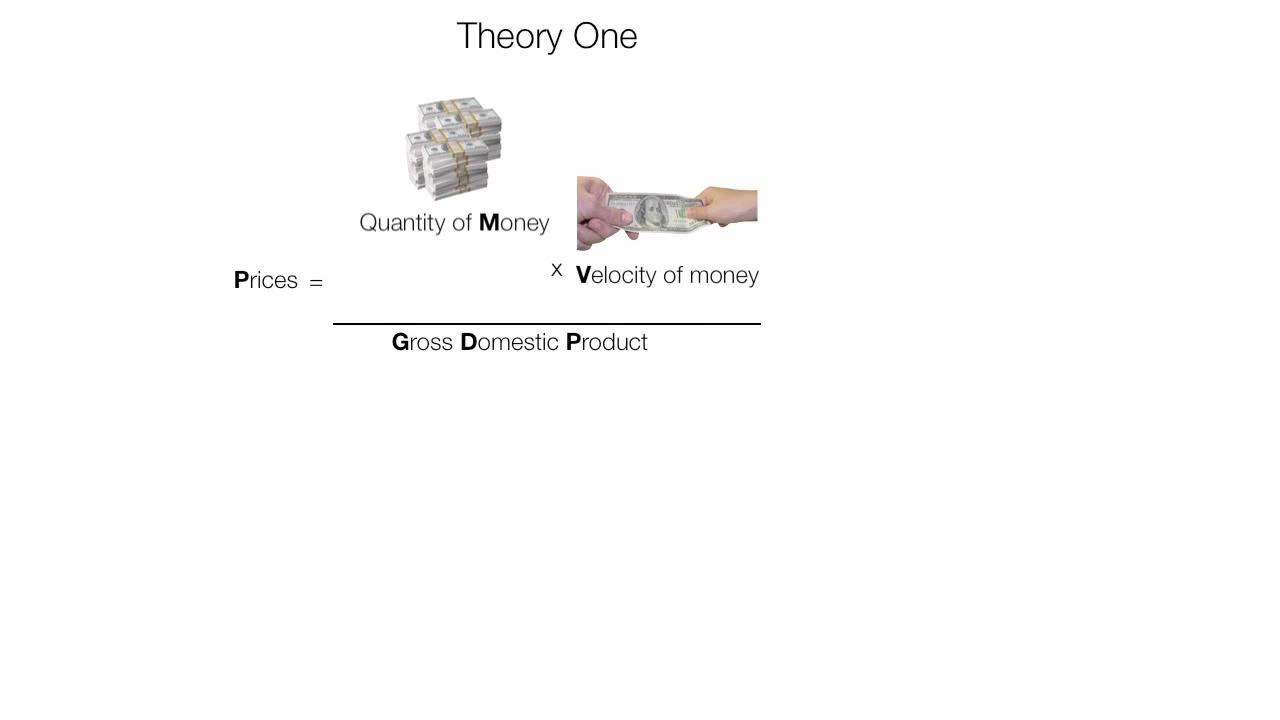 Theory One
Quantity of Money
Prices =
x Velocity of money
Gross Domestic Product